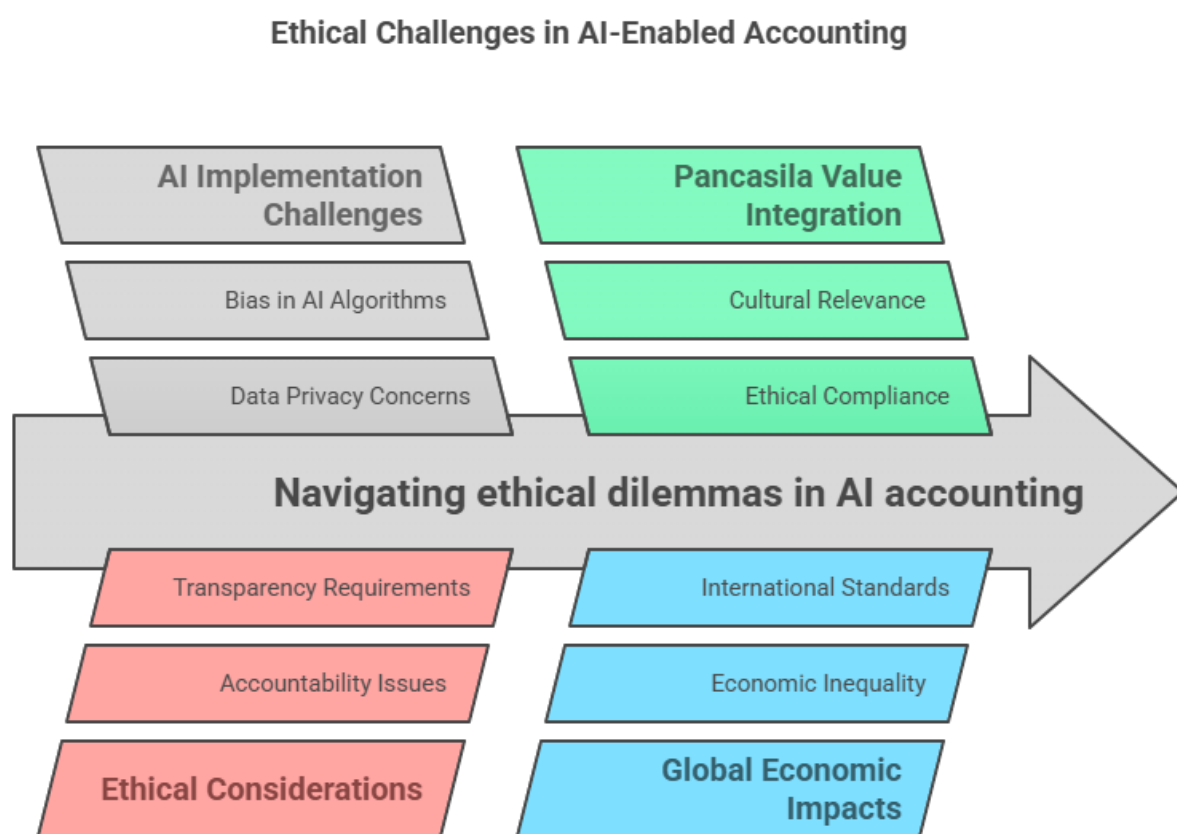 Ethical Challenges in AI-Enabled Accounting
AI Implementation
Challenges
Bias in AI Algorithms
Data Privacy Concerns
Pancasila Value
Integration
Cultural Relevance
Ethical Compliance
Navigating ethical dilemmas in AI accounting
Transparency Requirements
Accountability Issues
Ethical Considerations
International Standards
Economic Inequality
Global Economic
Impacts